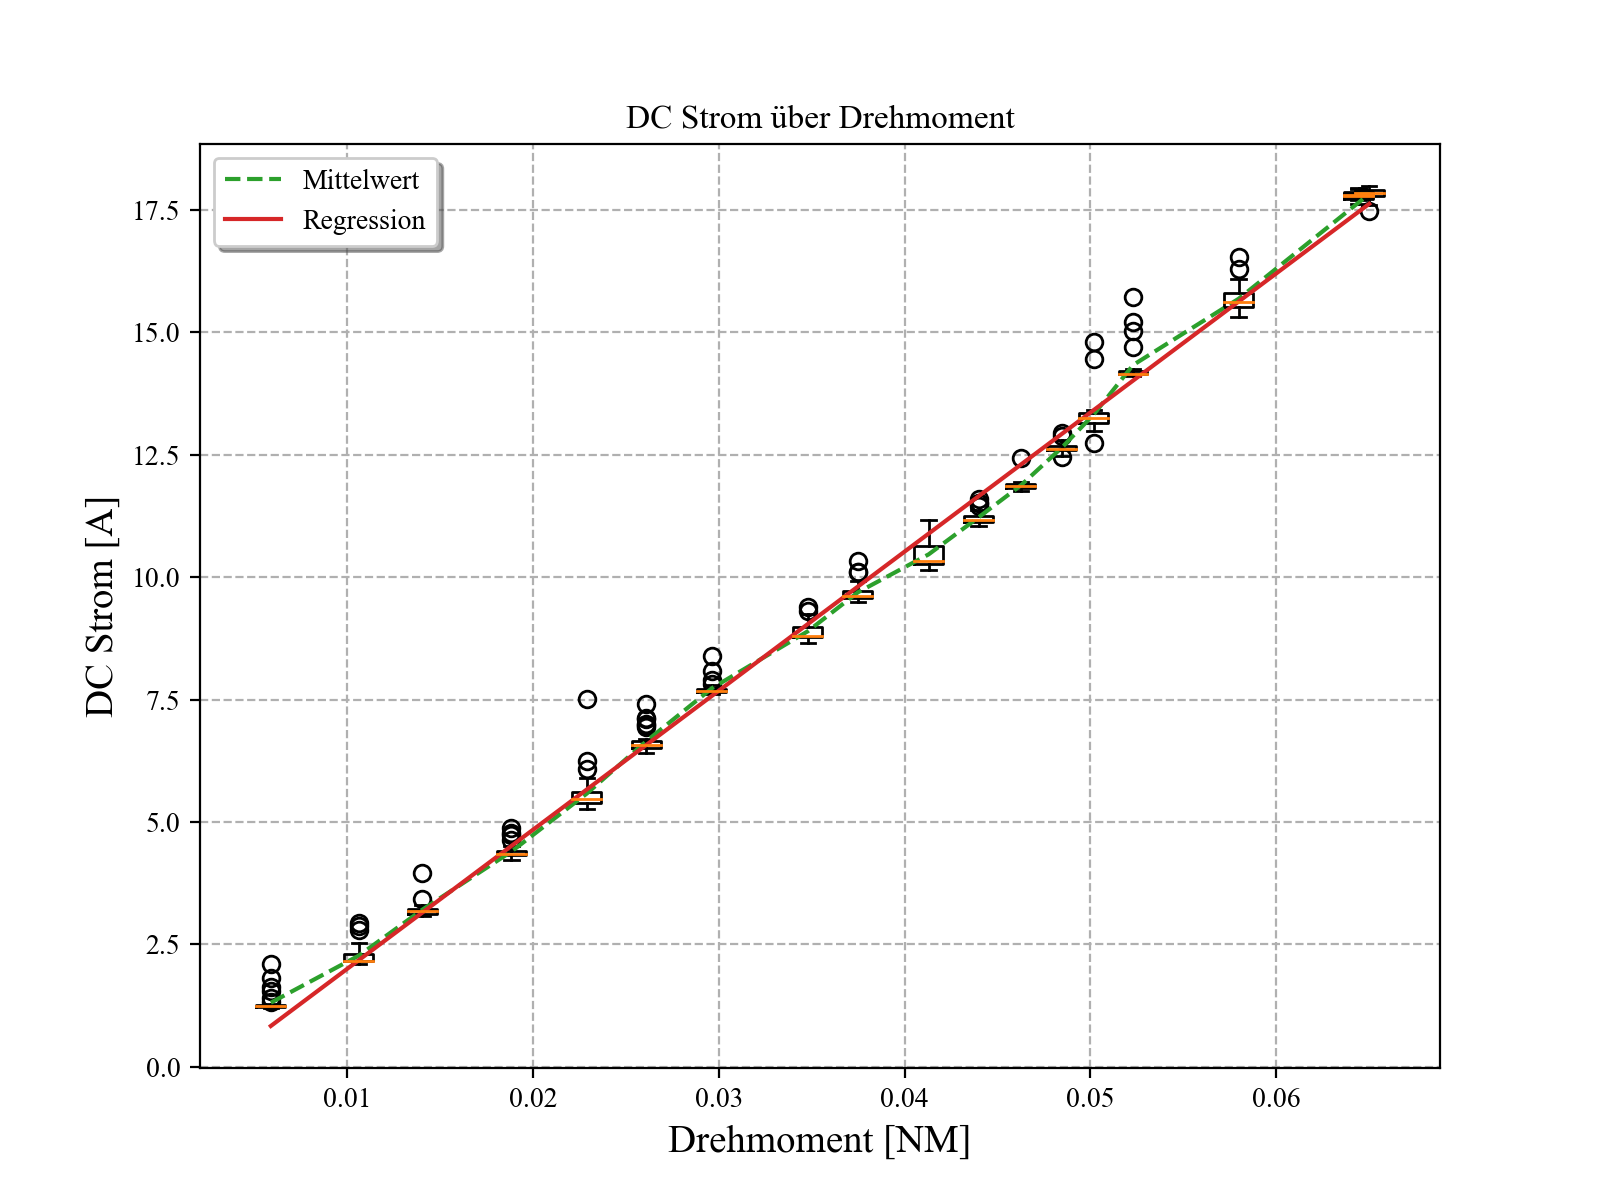 DC Strom über Drehmoment
Mittelwert
Regression
17.5
15.0
12.5
10.0
7.5
5.0
2.5
0.0
DC Strom [A]
0.01 0.02 0.03 0.04 0.05 0.06
Drehmoment [NM]